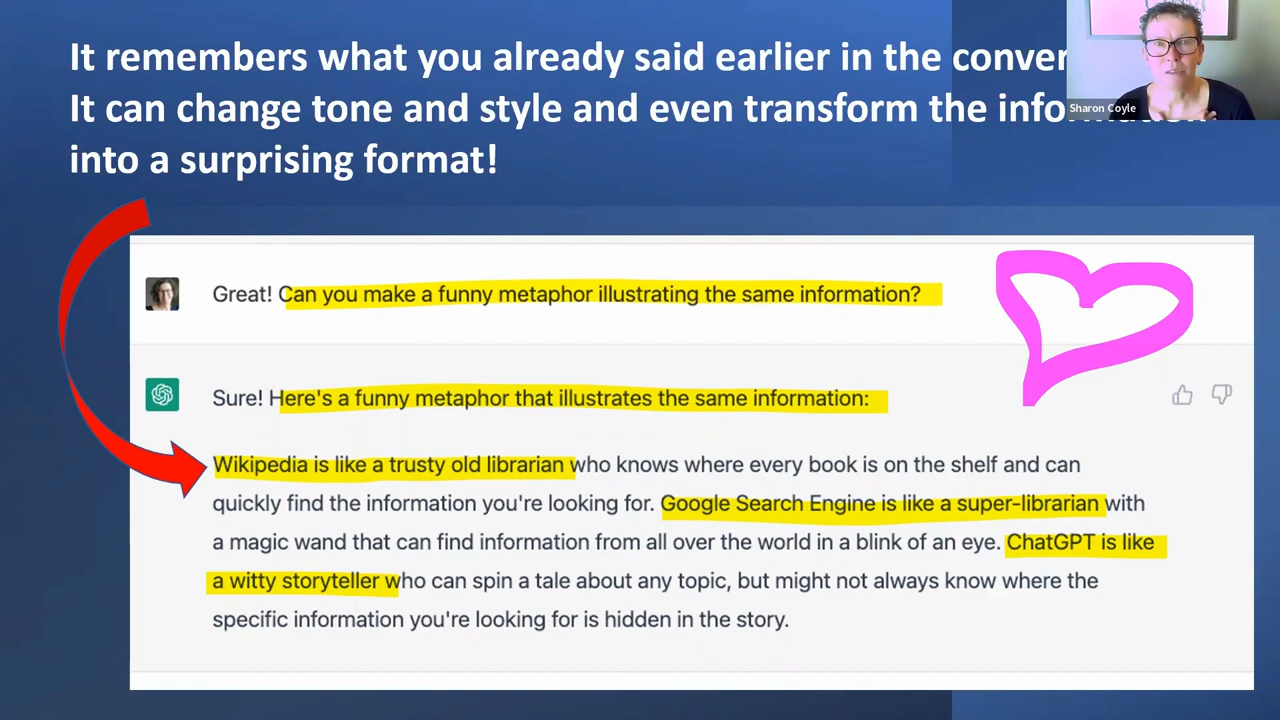 It remembers what you already said earlier in the conver
It can change tone and style and even transform the
into a surprising format!
Sharon Coyle
Great! Can you make a funny metaphor illustrating the same information?
Sure! Here's a funny metaphor that illustrates the same information:
Wikipedia is like a trusty old librarian who knows where every book is on the shelf and can
quickly find the information you're looking for. Google Search Engine is like a super-librarian with
a magic wand that can find information from all over the world in a blink of an eye. ChatGPT is like
a witty storyteller who can spin a tale about any topic, but might not always know where the
specific information you're looking for is hidden in the story.